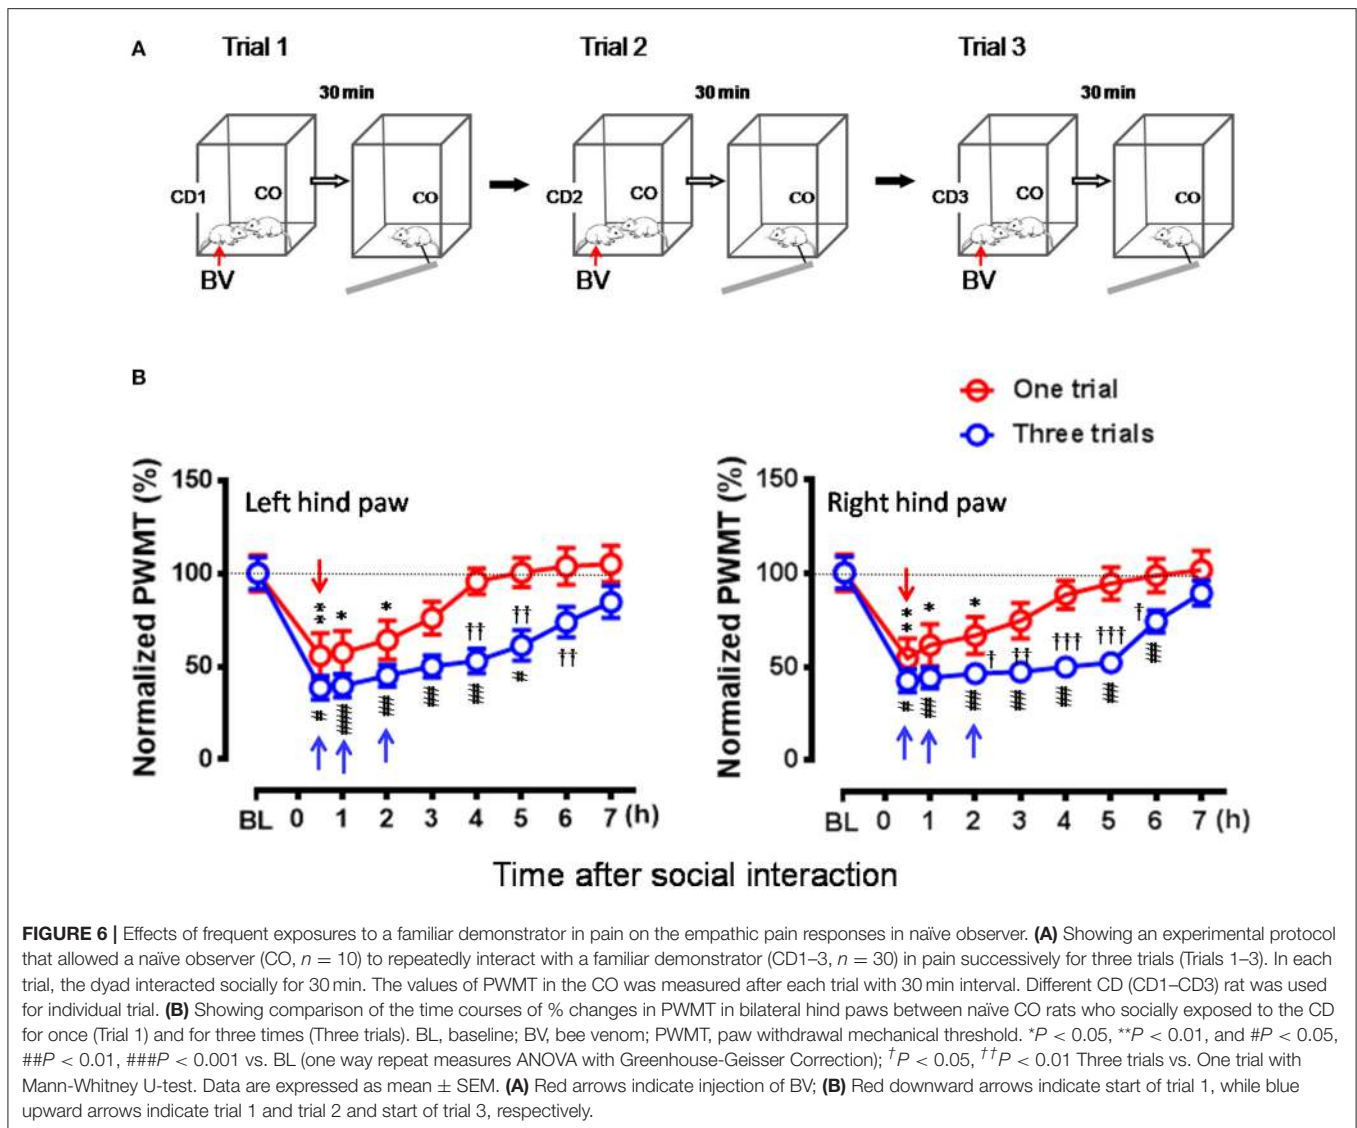 A
Trial 1
Trial 2
Trial 3
30 min
30 min
30 min
CD1
CO
CO
CD2
CO
CO
CD3
CO
CO
BV
BV
BV
B
One trial
Three trials
Normalized PWMT (%)
150
100
50
0
Left hind paw
** * *
†† ††
††
# #### ### ### ### #
BL 0 1 2 3 4 5 6 7 (h)
Normalized PWMT (%)
150
100
50
0
Right hind paw
** * *
† †† ††† ††† †
# ### ### ### ### ### ###
BL 0 1 2 3 4 5 6 7 (h)
Time after social interaction
FIGURE 6 | Effects of frequent exposures to a familiar demonstrator in pain on the empathic pain responses in naïve observer. (A) Showing an experimental protocol
that allowed a naïve observer (CO, n = 10) to repeatedly interact with a familiar demonstrator (CD1–3, n = 30) in pain successively for three trials (Trials 1–3). In each
trial, the dyad interacted socially for 30 min. The values of PWMT in the CO was measured after each trial with 30 min interval. Different CD (CD1–CD3) rat was used
for individual trial. (B) Showing comparison of the time courses of % changes in PWMT in bilateral hind paws between naïve CO rats who socially exposed to the CD
for once (Trial 1) and for three times (Three trials). BL, baseline; BV, bee venom; PWMT, paw withdrawal mechanical threshold. *P < 0.05, **P < 0.01, and #P < 0.05,
##P < 0.01, ###P < 0.001 vs. BL (one way repeat measures ANOVA with Greenhouse-Geisser Correction); †P < 0.05, ††P < 0.01 Three trials vs. One trial with
Mann-Whitney U-test. Data are expressed as mean ± SEM. (A) Red arrows indicate injection of BV; (B) Red downward arrows indicate start of trial 1, while blue
upward arrows indicate trial 1 and trial 2 and start of trial 3, respectively.